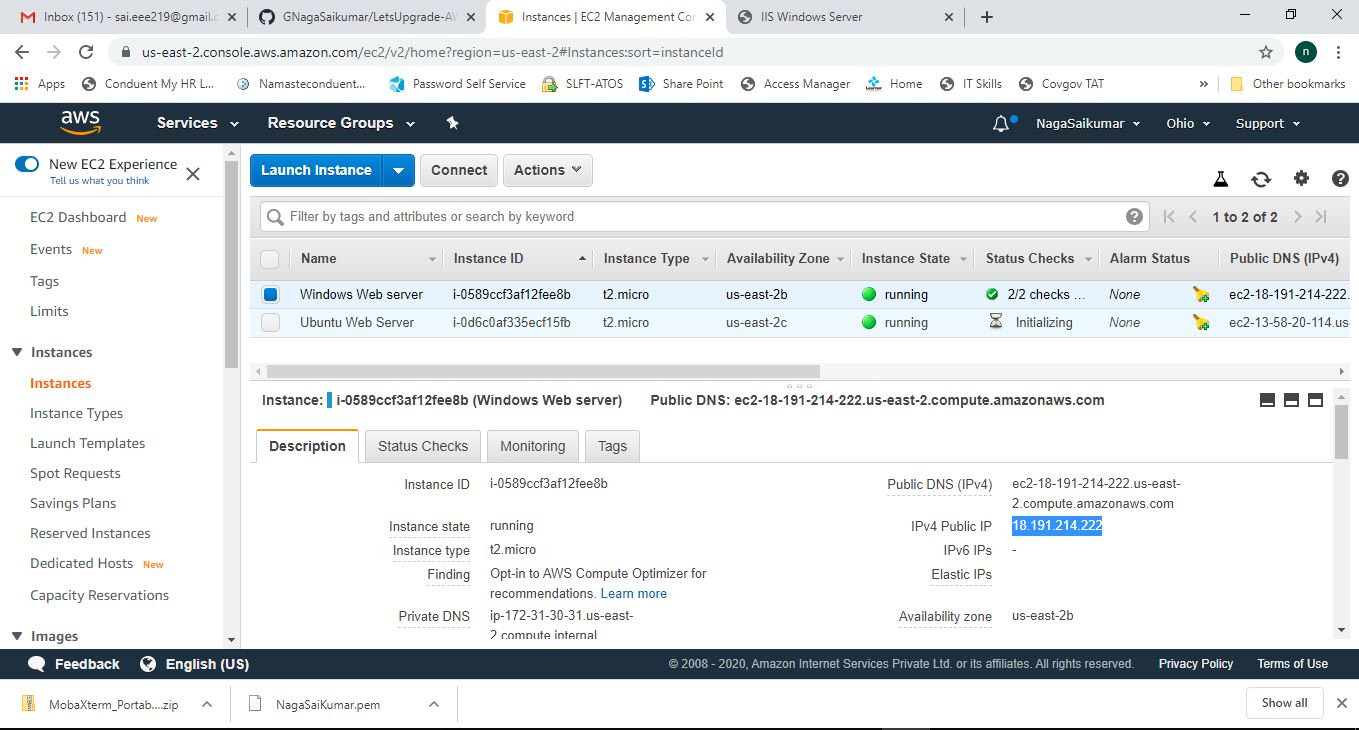 Inbox (151) - sai.eee219@gmail.c
GNagaSaikumar/LetsUpgrade-AW
Instances | EC2 Management Con
IIS Windows Server
us-east-2.console.aws.amazon.com/ec2/v2/home?region=us-east-2#Instances:sort=instanceId
n
Apps
Conduent My HR L...
Namasteconduent...
Password Self Service
SLFT-ATOS
Share Point
Access Manager
Home
IT Skills
Covgov TAT
»
Other bookmarks
aws
Services
Resource Groups
NagaSaikumar
Ohio
Support
New EC2 Experience
Tell us what you think
EC2 Dashboard New
Events New
Tags
Limits
Instances
Instances
Instance Types
Launch Templates
Spot Requests
Savings Plans
Reserved Instances
Dedicated Hosts New
Capacity Reservations
Images
Launch Instance
Connect
Actions
Filter by tags and attributes or search by keyword
1 to 2 of 2
Name Instance ID Instance Type Availability Zone Instance State Status Checks Alarm Status Public DNS (IPv4)
Windows Web server i-0589ccf3af12fee8b t2.micro us-east-2b running 2/2 checks ... None ec2-18-191-214-222.
Ubuntu Web Server i-0d6c0af335ecf15fb t2.micro us-east-2c running Initializing None ec2-13-58-20-114.us-
Instance: i-0589ccf3af12fee8b (Windows Web server) Public DNS: ec2-18-191-214-222.us-east-2.compute.amazonaws.com
Description Status Checks Monitoring Tags
Instance ID i-0589ccf3af12fee8b
Public DNS (IPv4) ec2-18-191-214-222.us-east-
2.compute.amazonaws.com
Instance state running
IPv4 Public IP 18.191.214.222
Instance type t2.micro
IPv6 IPs -
Finding Opt-in to AWS Compute Optimizer for
recommendations. Learn more
Elastic IPs
Private DNS ip-172-31-30-31.us-east-
2.compute.internal
Availability zone us-east-2b
Feedback
English (US)
© 2008 - 2020, Amazon Internet Services Private Ltd. or its affiliates. All rights reserved.
Privacy Policy
Terms of Use
MobaXterm_Portab....zip
NagaSaiKumar.pem
Show all